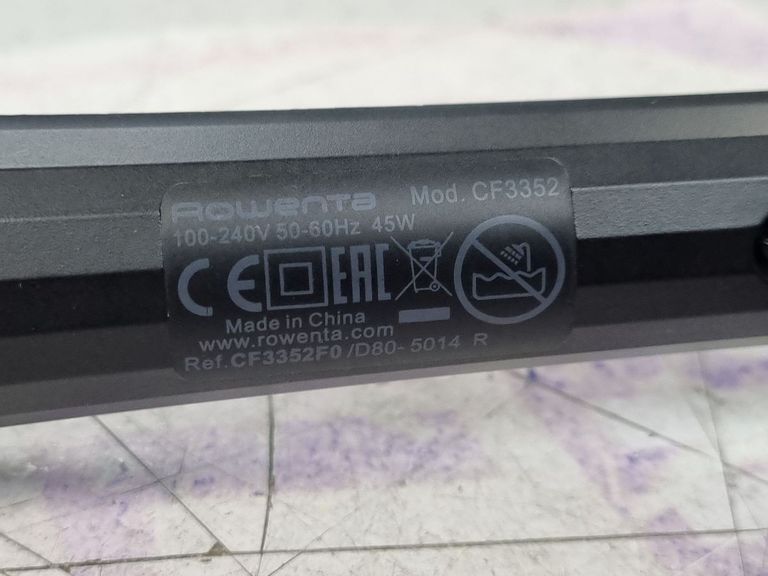 Rowenta Mod. CF3352
100-240V 50-60Hz 45W
CE EAC
Made in China
www.rowenta.com
Ref.CF3352F0/D80-5014 R